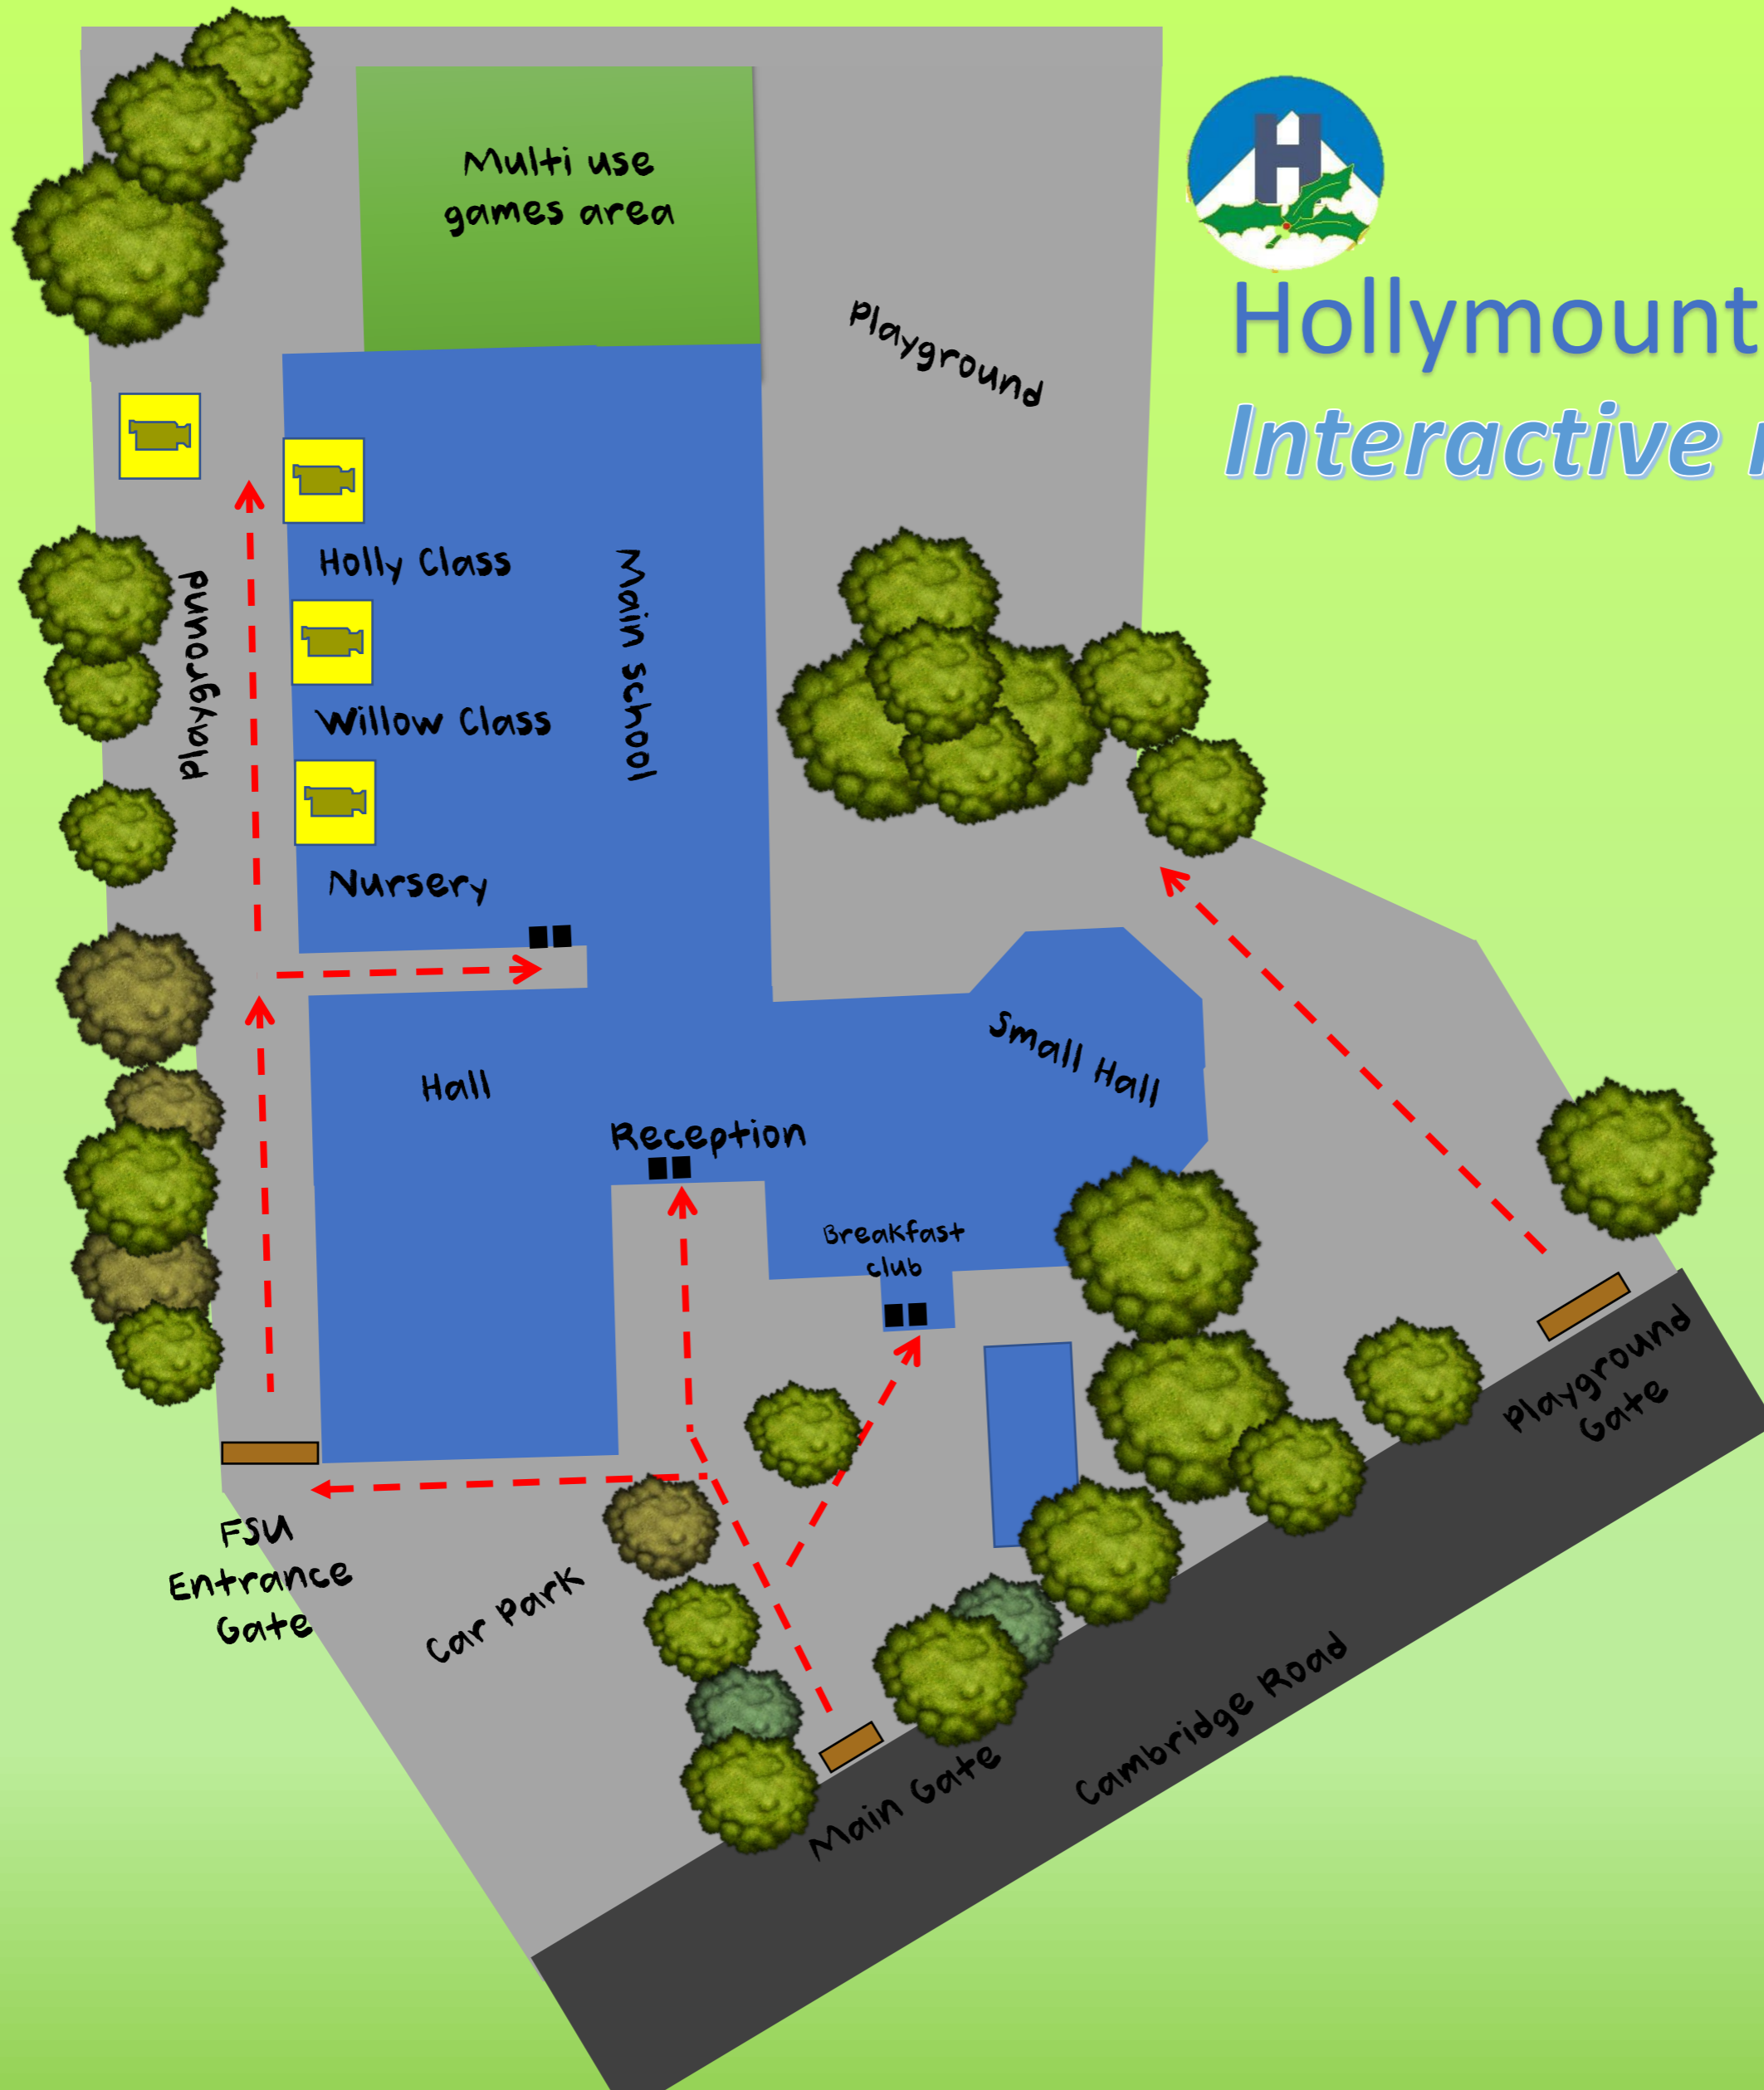 Multi use
games area
Playground
H
Hollymount
Interactive
Holly Class
Main school
Playground
Willow Class
Nursery
Small Hall
Hall
Reception
Breakfast
club
Playground
Gate
FSU
Entrance
Gate
Car Park
Main Gate
Cambridge Road